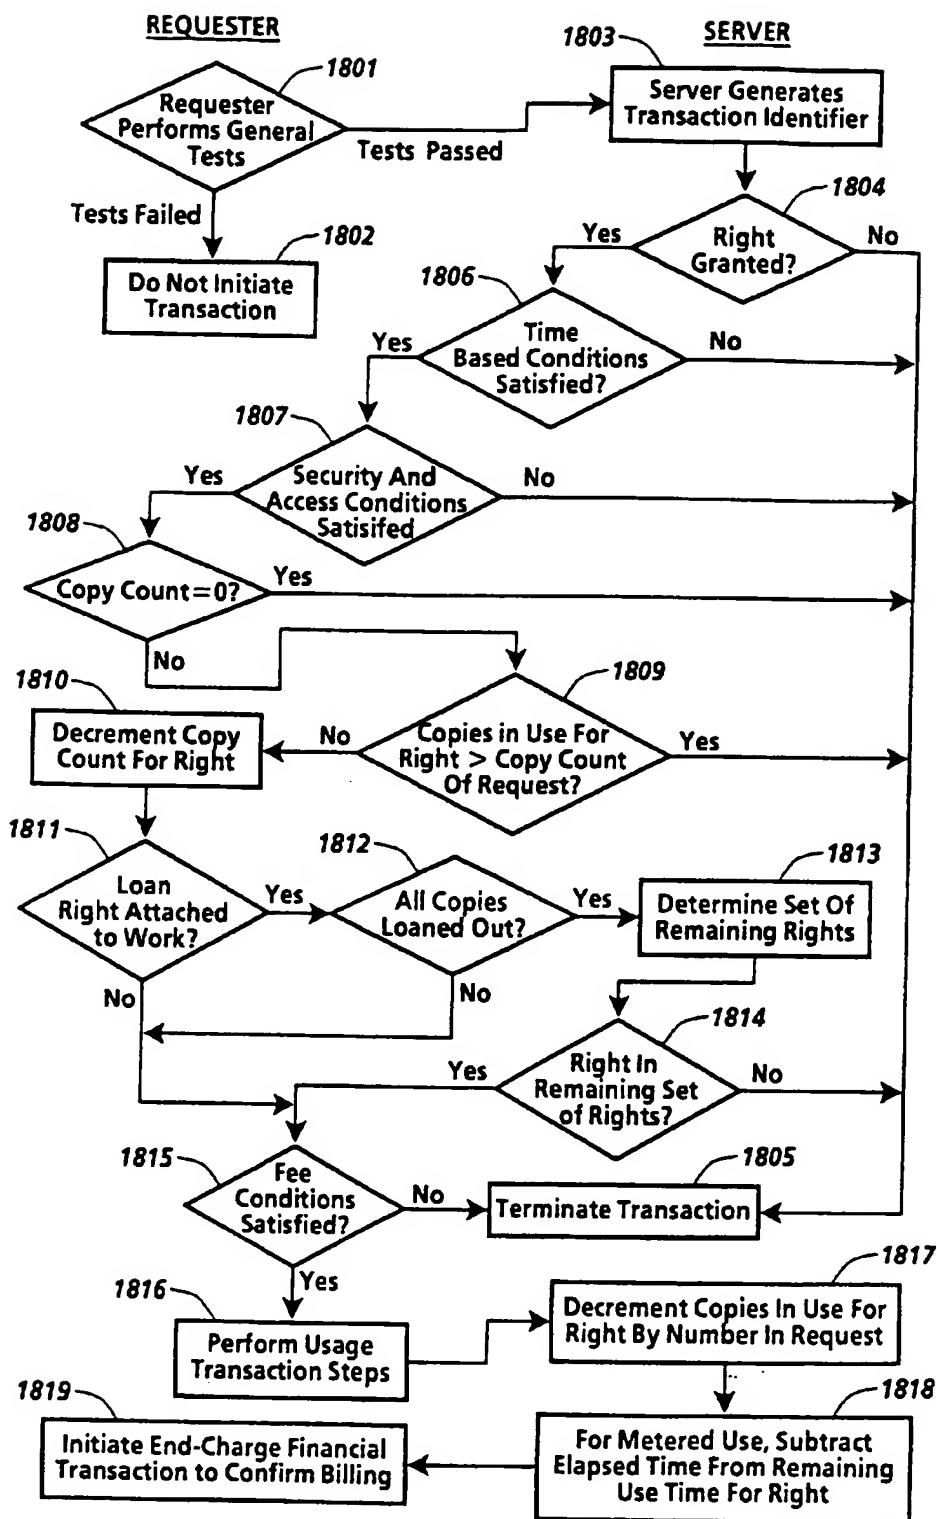 REQUESTER
SERVER
1801
1803
Requester
Performs General
Tests
Tests Passed
Server Generates
Transaction Identifier
Tests Failed
1802
Do Not Initiate
Transaction
1804
Right
Granted?
Yes
No
1806
Time
Based Conditions
Satisfied?
Yes
No
1807
Security And
Access Conditions
Satisifed
Yes
No
1808
Copy Count=0?
Yes
No
1809
Copies in Use For
Right > Copy Count
Of Request?
No
Yes
1810
Decrement Copy
Count For Right
1811
Loan
Right Attached
to Work?
Yes
No
1812
All Copies
Loaned Out?
Yes
No
1813
Determine Set Of
Remaining Rights
1814
Right In
Remaining Set
of Rights?
Yes
No
1815
Fee
Conditions
Satisfied?
No
Yes
1805
Terminate Transaction
1816
Perform Usage
Transaction Steps
1817
Decrement Copies In Use For
Right By Number In Request
1818
For Metered Use, Subtract
Elapsed Time From Remaining
Use Time For Right
1819
Initiate End-Charge Financial
Transaction to Confirm Billing